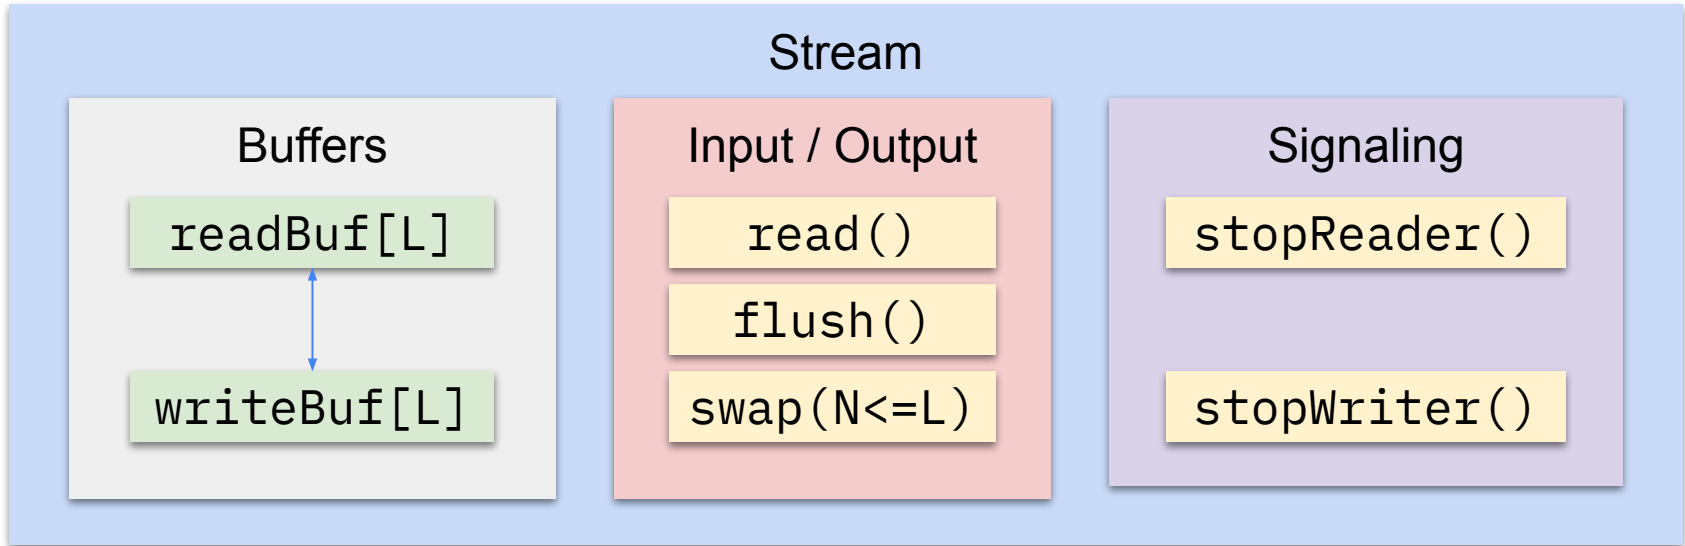 Stream
Buffers
readBuf[L]
writeBuf[L]
Input / Output
read()
flush()
swap(N<=L)
Signaling
stopReader()
stopWriter()